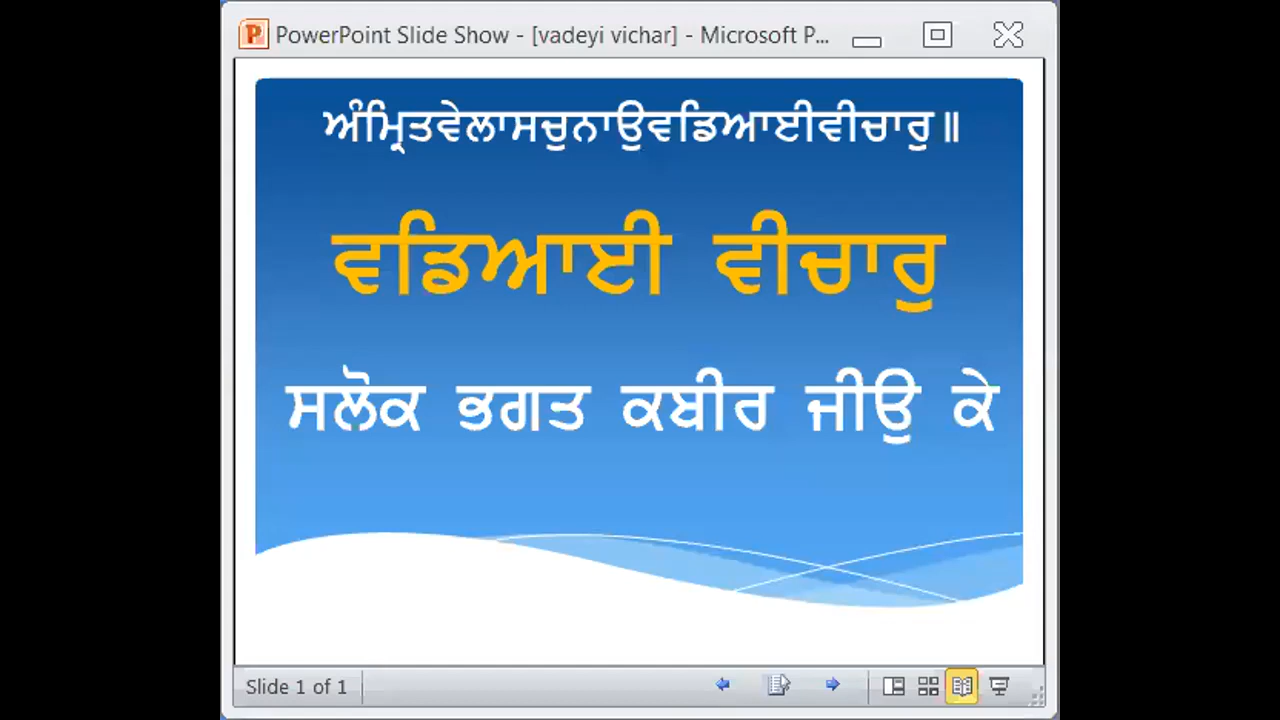 PowerPoint Slide Show - [vadeyi vichar] - Microsoft P...
ਅੰਮ੍ਰਿਤਵੇਲਾਸਚੁਨਾਉਵਡਿਆਈਵੀਚਾਰੁ॥
ਵਡਿਆਈ ਵੀਚਾਰੁ
ਸਲੋਕ ਭਗਤ ਕਬੀਰ ਜੀਉ ਕੇ
Slide 1 of 1